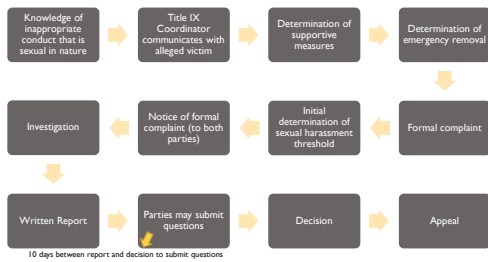 Knowledge of
inappropriate
conduct that is
sexual in nature
Title IX
Coordinator
communicates with
alleged victim
Determination of
supportive
measures
Determination of
emergency removal
Investigation
Notice of formal
complaint (to both
parties)
Initial
determination of
sexual harassment
threshold
Formal complaint
Written Report
Parties may submit
questions
Decision
Appeal
10 days between report and decision to submit questions